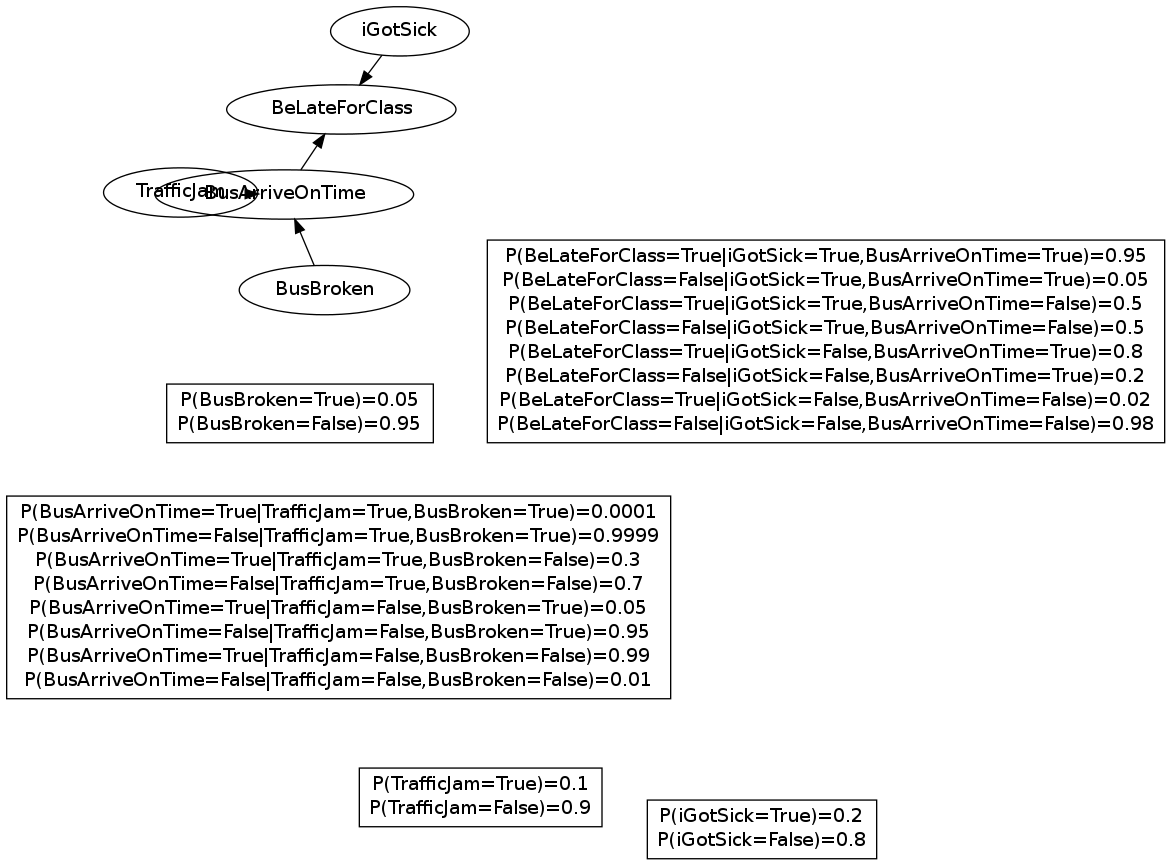 iGotSick
BeLateForClass
TrafficJam
BusArriveOnTime
BusBroken
P(BeLateForClass=True|iGotSick=True,BusArriveOnTime=True)=0.95
P(BeLateForClass=False|iGotSick=True,BusArriveOnTime=True)=0.05
P(BeLateForClass=True|iGotSick=True,BusArriveOnTime=False)=0.5
P(BeLateForClass=False|iGotSick=True,BusArriveOnTime=False)=0.5
P(BeLateForClass=True|iGotSick=False,BusArriveOnTime=True)=0.8
P(BeLateForClass=False|iGotSick=False,BusArriveOnTime=True)=0.2
P(BeLateForClass=True|iGotSick=False,BusArriveOnTime=False)=0.02
P(BeLateForClass=False|iGotSick=False,BusArriveOnTime=False)=0.98
P(BusBroken=True)=0.05
P(BusBroken=False)=0.95
P(BusArriveOnTime=True|TrafficJam=True,BusBroken=True)=0.0001
P(BusArriveOnTime=False|TrafficJam=True,BusBroken=True)=0.9999
P(BusArriveOnTime=True|TrafficJam=True,BusBroken=False)=0.3
P(BusArriveOnTime=False|TrafficJam=True,BusBroken=False)=0.7
P(BusArriveOnTime=True|TrafficJam=False,BusBroken=True)=0.05
P(BusArriveOnTime=False|TrafficJam=False,BusBroken=True)=0.95
P(BusArriveOnTime=True|TrafficJam=False,BusBroken=False)=0.99
P(BusArriveOnTime=False|TrafficJam=False,BusBroken=False)=0.01
P(TrafficJam=True)=0.1
P(TrafficJam=False)=0.9
P(iGotSick=True)=0.2
P(iGotSick=False)=0.8